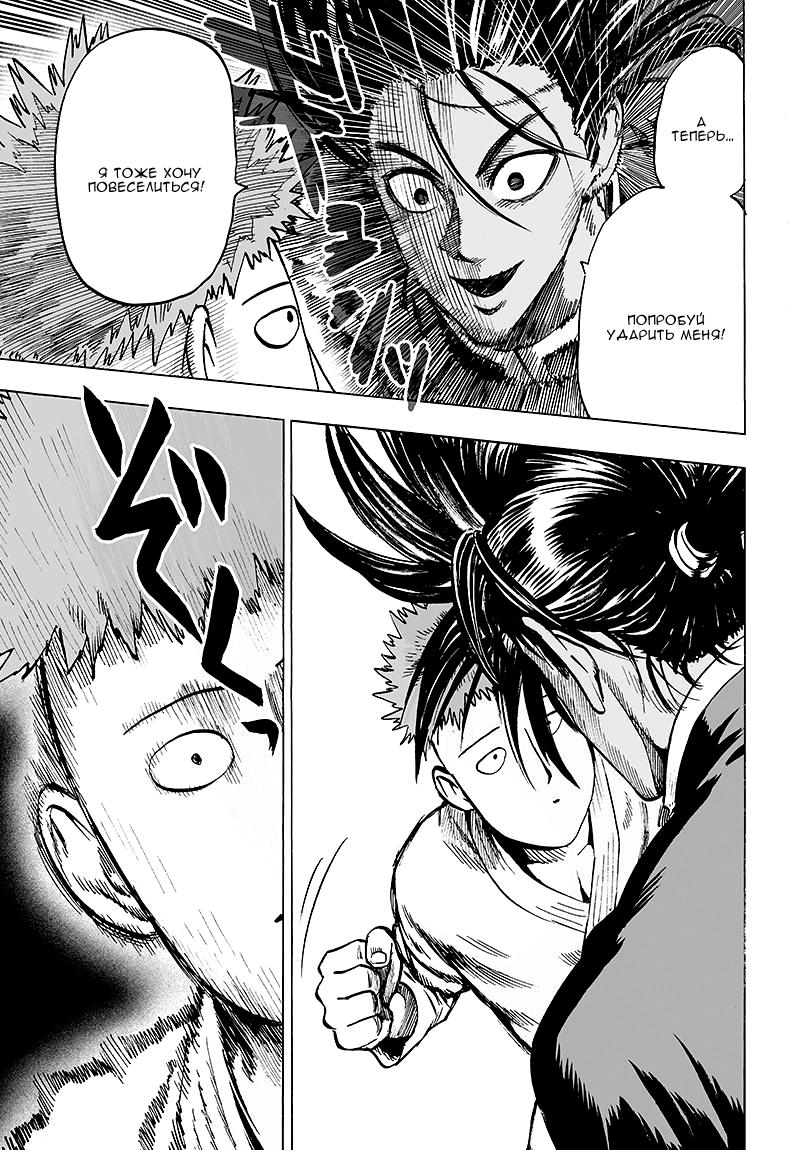 А
ТЕПЕРЬ...
ПОПРОБУЙ
УДАРИТЬ МЕНЯ!
Я ТОЖЕ ХОЧУ
ПОВЕСЕЛИТЬСЯ!
ぞくっ